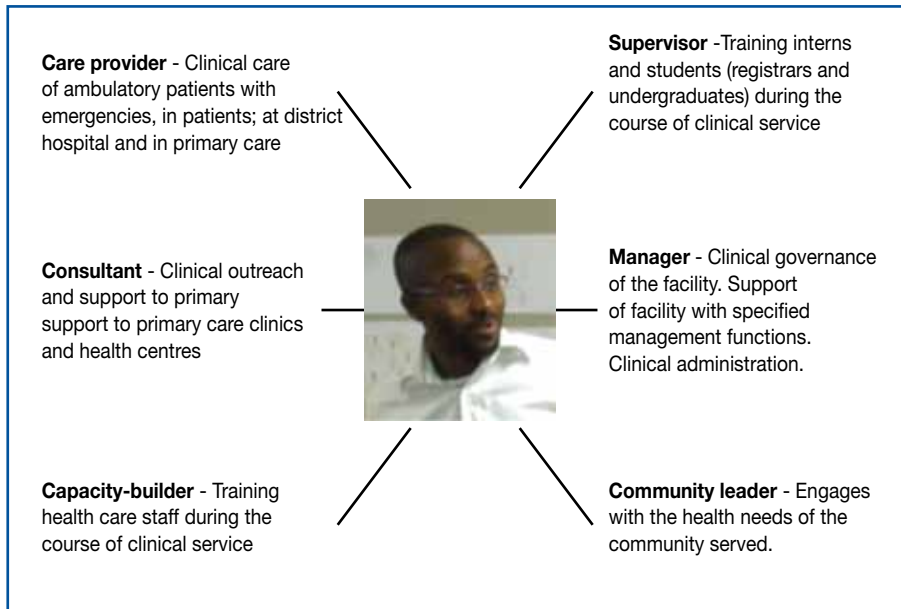 Care provider - Clinical care
of ambulatory patients with
emergencies, in patients; at district
hospital and in primary care
Supervisor -Training interns
and students (registrars and
undergraduates) during the
course of clinical service
Consultant - Clinical outreach
and support to primary
support to primary care clinics
and health centres
Manager - Clinical governance
of the facility. Support
of facility with specified
management functions.
Clinical administration.
Capacity-builder - Training
health care staff during the
course of clinical service
Community leader - Engages
with the health needs of the
community served.